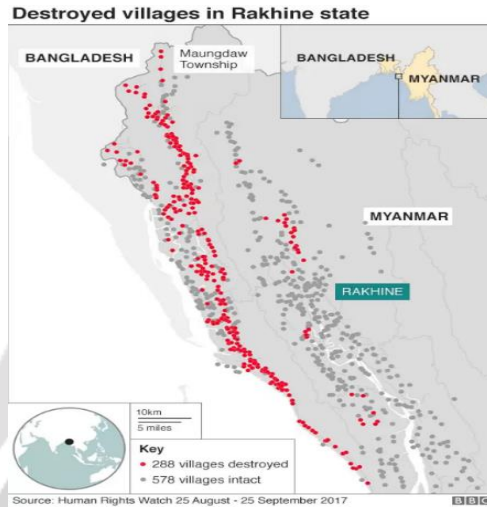 Destroyed villages in Rakhine state
BANGLADESH
Maungdaw
Township
BANGLADESH
MYANMAR
MYANMAR
RAKHINE
10km
5 miles
Key
288 villages destroyed
578 villages intact
Source: Human Rights Watch 25 August - 25 September 2017
BBC